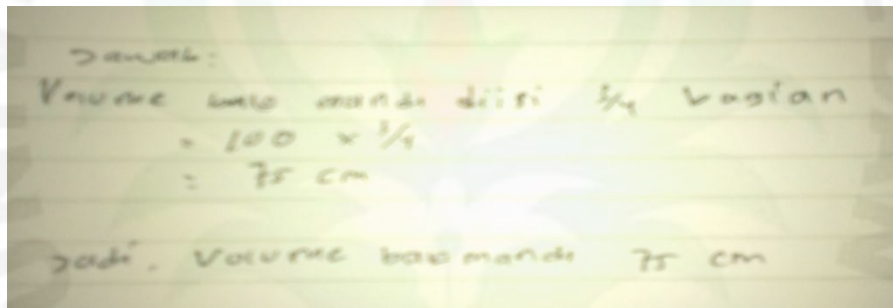 Jawab:
Volume bak mandi diisi 3/4 bagian
= 100 x 3/4
= 75 cm
Jadi. Volume bak mandi 75 cm